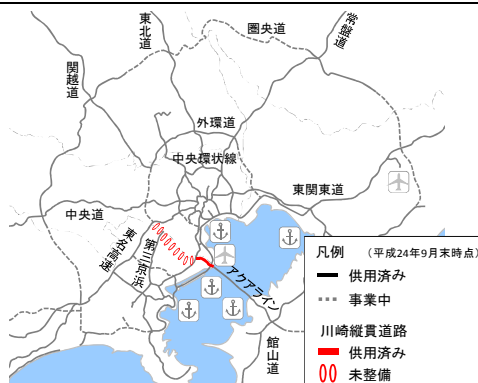 東北道
圏央道
常盤道
関越道
外環道
中央環状線
東関東道
中央道
東名高速
第三京浜
アクアライン
館山道
凡例 （平成24年9月末時点）
供用済み
事業中
川崎縦貫道路
供用済み
未整備